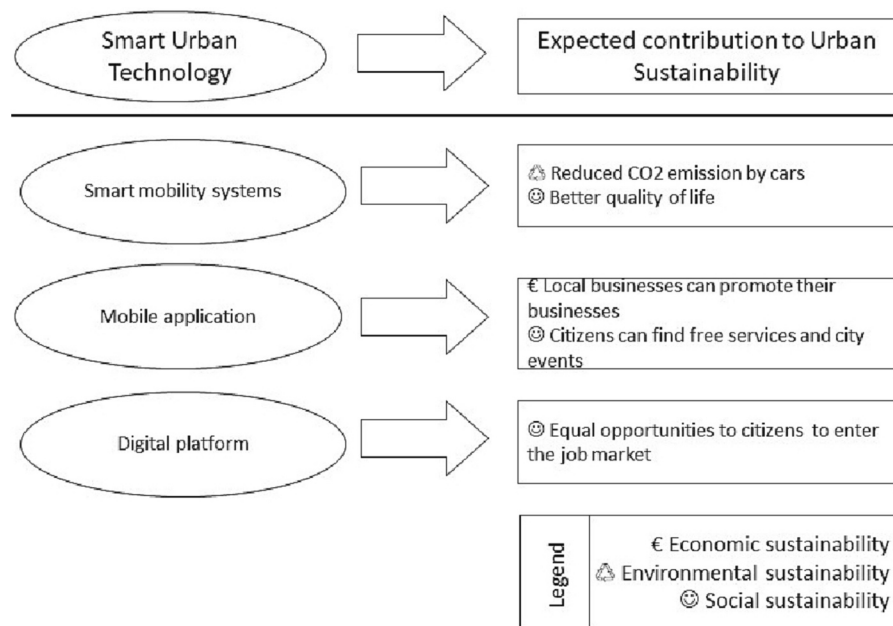 Smart Urban
Technology
Expected contribution to Urban
Sustainability
Smart mobility systems
♺ Reduced CO2 emission by cars
☺ Better quality of life
Mobile application
€ Local businesses can promote their
businesses
☺ Citizens can find free services and city
events
Digital platform
☺ Equal opportunities to citizens to enter
the job market
Legend
€ Economic sustainability
♺ Environmental sustainability
☺ Social sustainability